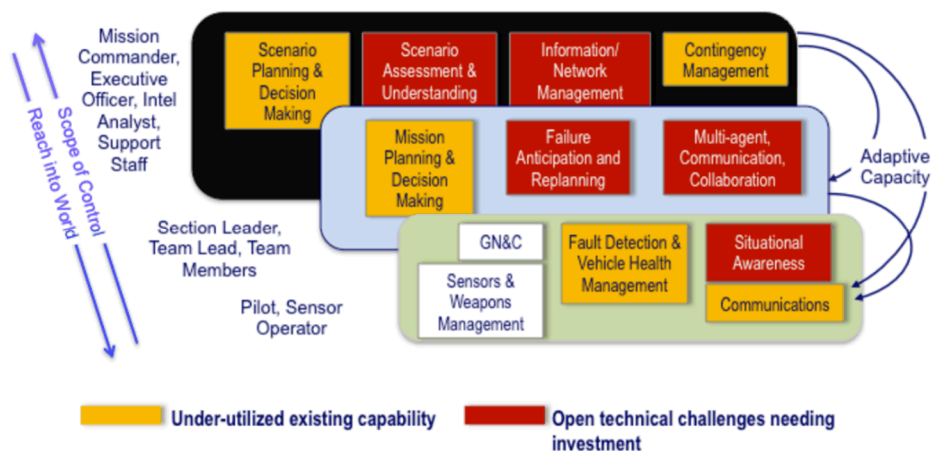 Mission
Commander,
Executive
Officer, Intel
Analyst,
Support
Staff
Scope of Control
Reach into World
Scenario
Planning &
Decision
Making
Scenario
Assessment &
Understanding
Information/
Network
Management
Contingency
Management
Mission
Planning &
Decision
Making
Failure
Anticipation and
Replanning
Multi-agent,
Communication,
Collaboration
Adaptive
Capacity
Section Leader,
Team Lead, Team
Members
GN&C
Sensors &
Weapons
Management
Fault Detection &
Vehicle Health
Management
Situational
Awareness
Communications
Pilot, Sensor
Operator
Under-utilized existing capability
Open technical challenges needing
investment